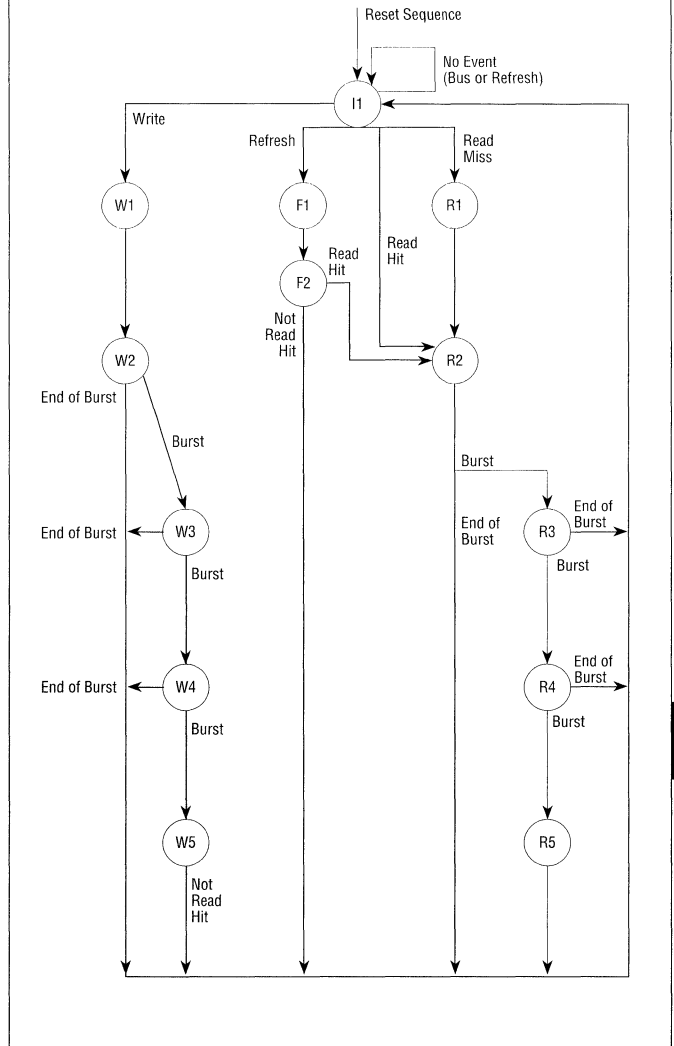 Reset Sequence
No Event
(Bus or Refresh)
I1
Write
Refresh
Read
Miss
W1
F1
R1
Read
Hit
Read
Hit
F2
Not
Read
Hit
W2
R2
End of Burst
Burst
Burst
End of Burst
W3
End of
Burst
R3
End of
Burst
Burst
Burst
End of Burst
W4
R4
End of
Burst
Burst
Burst
W5
R5
Not
Read
Hit